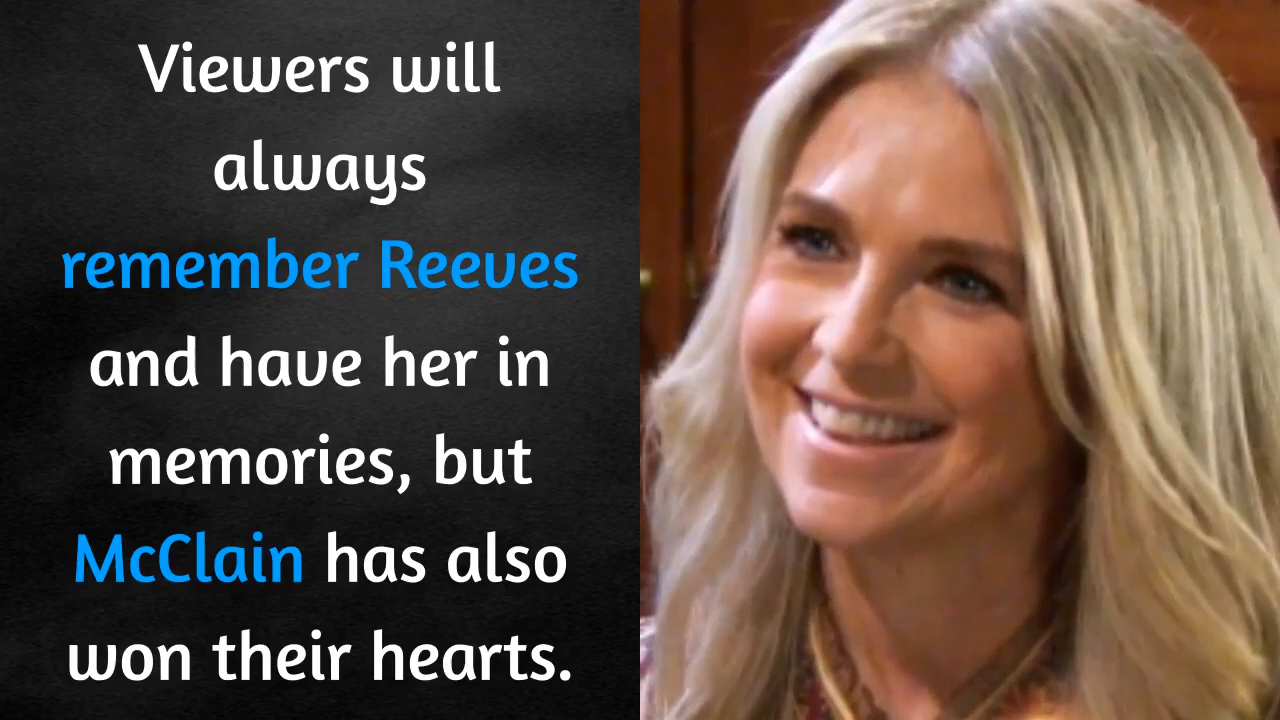 Viewers will
always
remember Reeves
and have her in
memories, but
McClain has also
won their hearts.